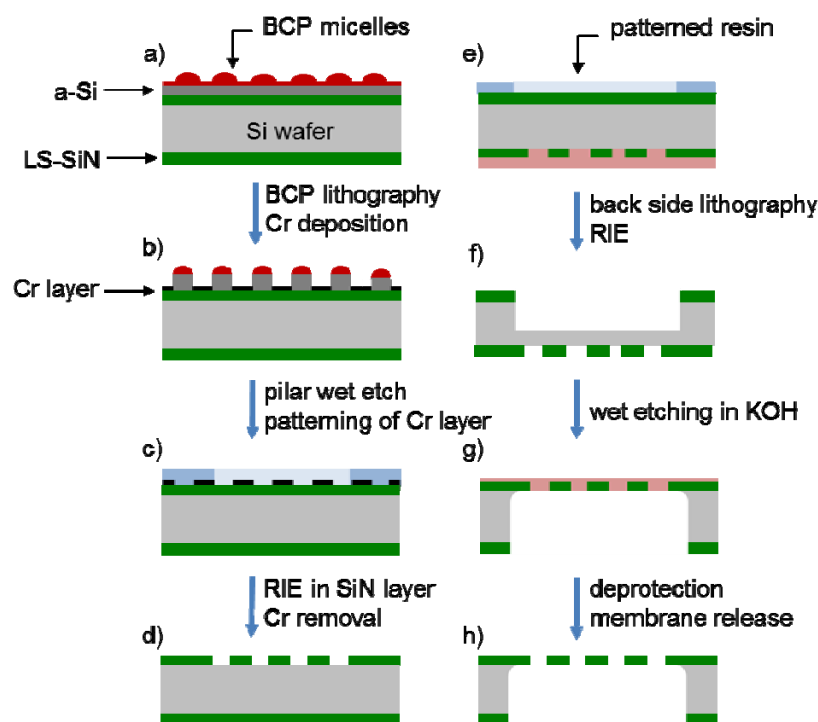 BCP micelles
a)
a-Si
Si wafer
LS-SiN
BCP lithography
Cr deposition
b)
Cr layer
pilar wet etch
patterning of Cr layer
c)
RIE in SiN layer
Cr removal
d)
patterned resin
e)
back side lithography
RIE
f)
wet etching in KOH
g)
deprotection
membrane release
h)